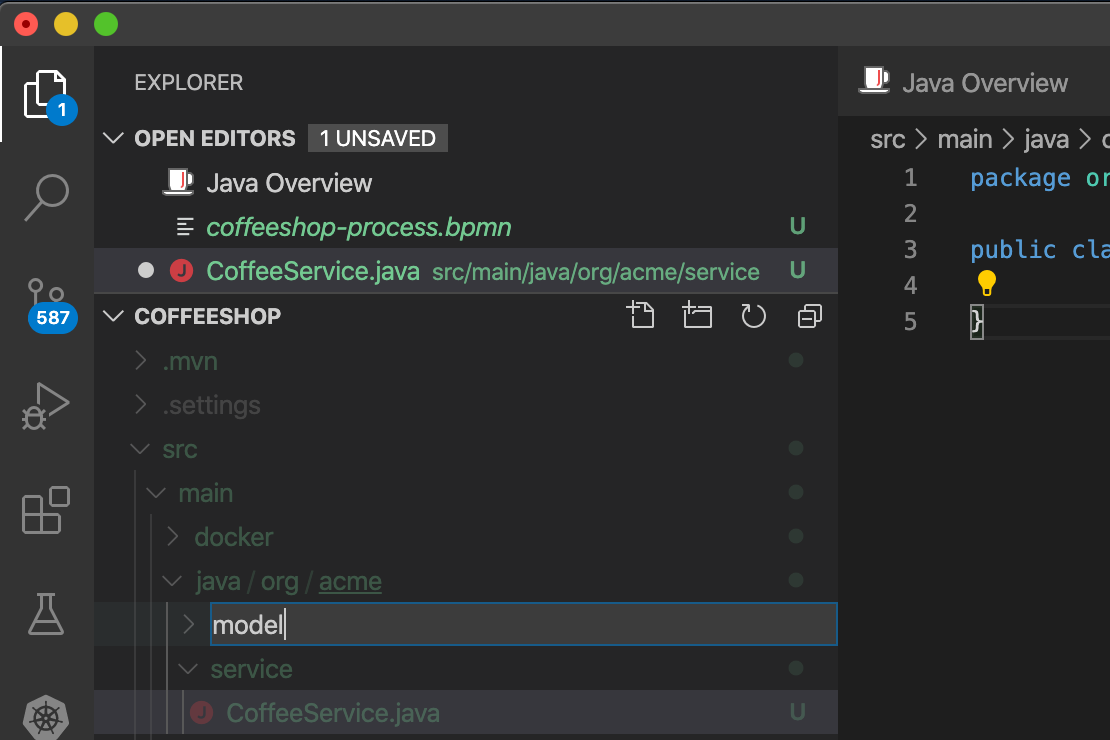 EXPLORER
1
OPEN EDITORS 1 UNSAVED
Java Overview
coffeeshop-process.bpmn U
CoffeeService.java src/main/java/org/acme/service U
587
COFFEESHOP
.mvn
.settings
src
main
docker
java / org / acme
model
service
CoffeeService.java U
Java Overview
src > main > java >
1 package
2
3 public
4
5 }